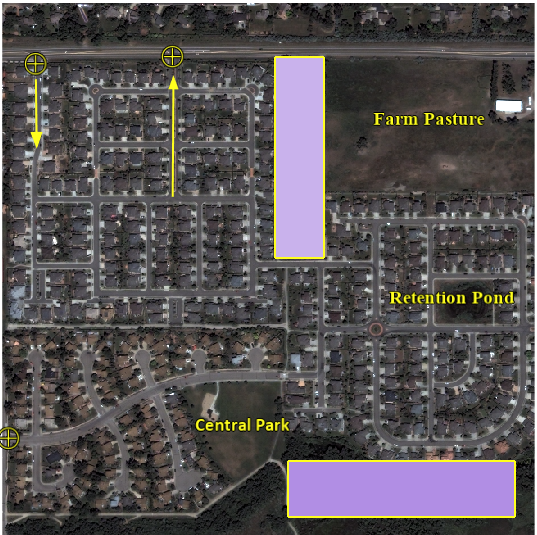 Farm Pasture
Retention Pond
Central Park